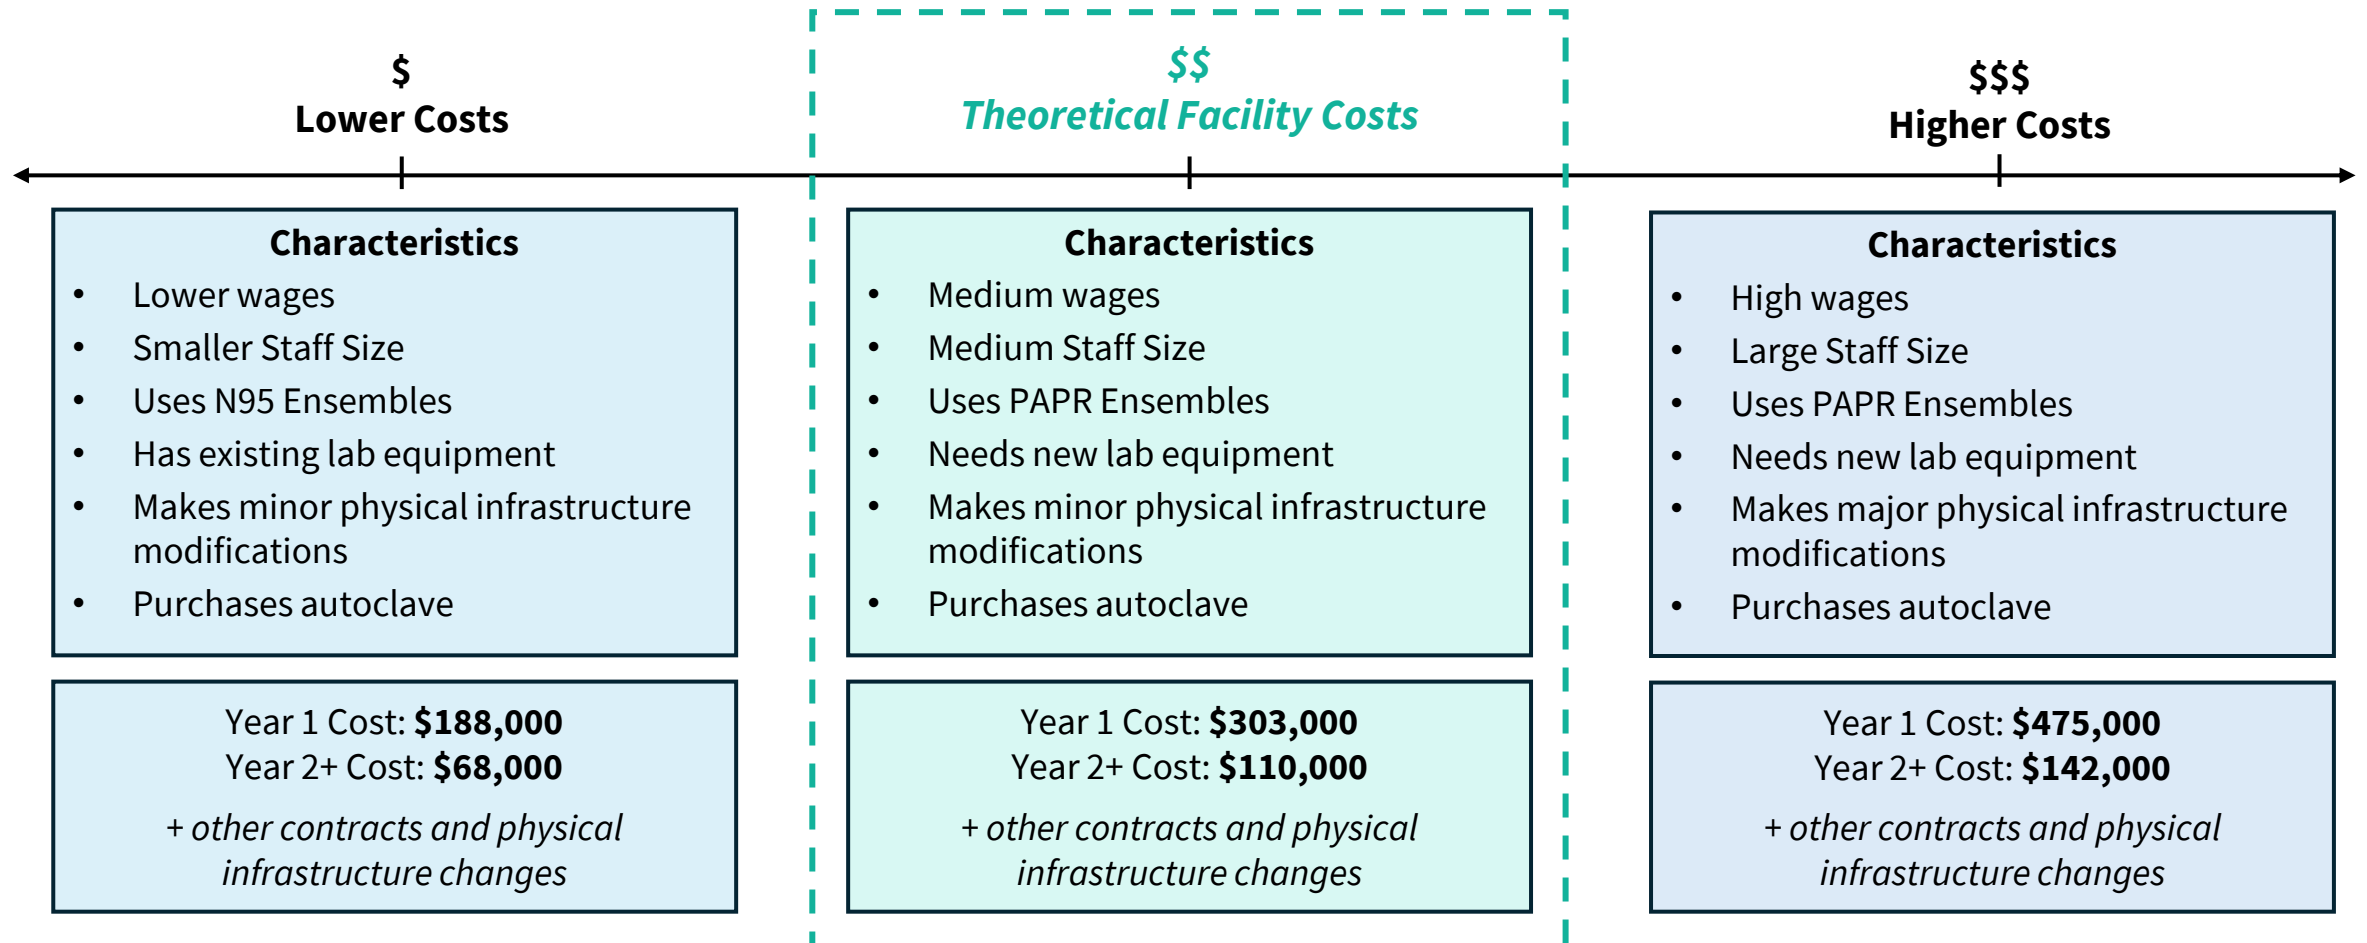 $
Lower Costs
Characteristics
• Lower wages
• Smaller Staff Size
• Uses N95 Ensembles
• Has existing lab equipment
• Makes minor physical infrastructure
modifications
• Purchases autoclave
Year 1 Cost: $188,000
Year 2+ Cost: $68,000
+ other contracts and physical
infrastructure changes
$$
Theoretical Facility Costs
Characteristics
• Medium wages
• Medium Staff Size
• Uses PAPR Ensembles
• Needs new lab equipment
• Makes minor physical infrastructure
modifications
• Purchases autoclave
Year 1 Cost: $303,000
Year 2+ Cost: $110,000
+ other contracts and physical
infrastructure changes
$$$
Higher Costs
Characteristics
• High wages
• Large Staff Size
• Uses PAPR Ensembles
• Needs new lab equipment
• Makes major physical infrastructure
modifications
• Purchases autoclave
Year 1 Cost: $475,000
Year 2+ Cost: $142,000
+ other contracts and physical
infrastructure changes